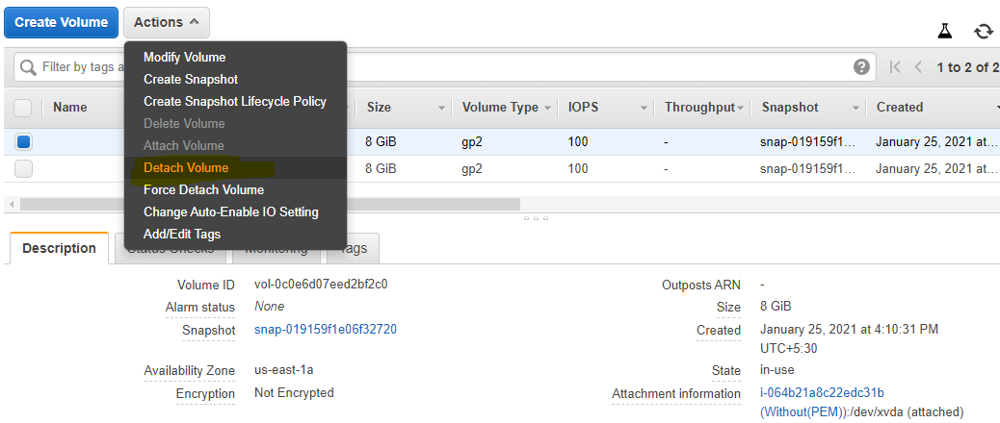 Create Volume Actions
Modify Volume
Filter by tags a 1 to 2 of 2
Create Snapshot
Create Snapshot Lifecycle Policy
Name Size Volume Type IOPS Throughput Snapshot Created
Delete Volume
Attach Volume
8 GiB gp2 100 - snap-019159f1... January 25, 2021 at...
Detach Volume
8 GiB gp2 100 - snap-019159f1... January 25, 2021 at...
Force Detach Volume
Change Auto-Enable IO Setting
Add/Edit Tags
Description Status Checks Monitoring Tags
Volume ID vol-0c0e6d07eed2bf2c0 Outposts ARN -
Alarm status None Size 8 GiB
Snapshot snap-019159f1e06f32720 Created January 25, 2021 at 4:10:31 PM
UTC+5:30
Availability Zone us-east-1a State in-use
Encryption Not Encrypted Attachment information i-064b21a8c22edc31b
(Without(PEM)):/dev/xvda (attached)